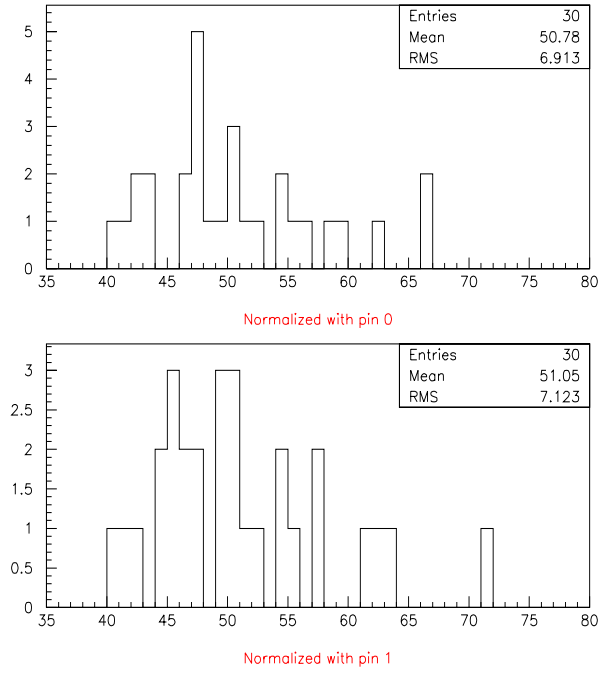 Entries 30
Mean 50.78
RMS 6.913
5
4
3
2
1
0
35 40 45 50 55 60 65 70 75 80
Normalized with pin 0
Entries 30
Mean 51.05
RMS 7.123
3
2.5
2
1.5
1
0.5
0
35 40 45 50 55 60 65 70 75 80
Normalized with pin 1